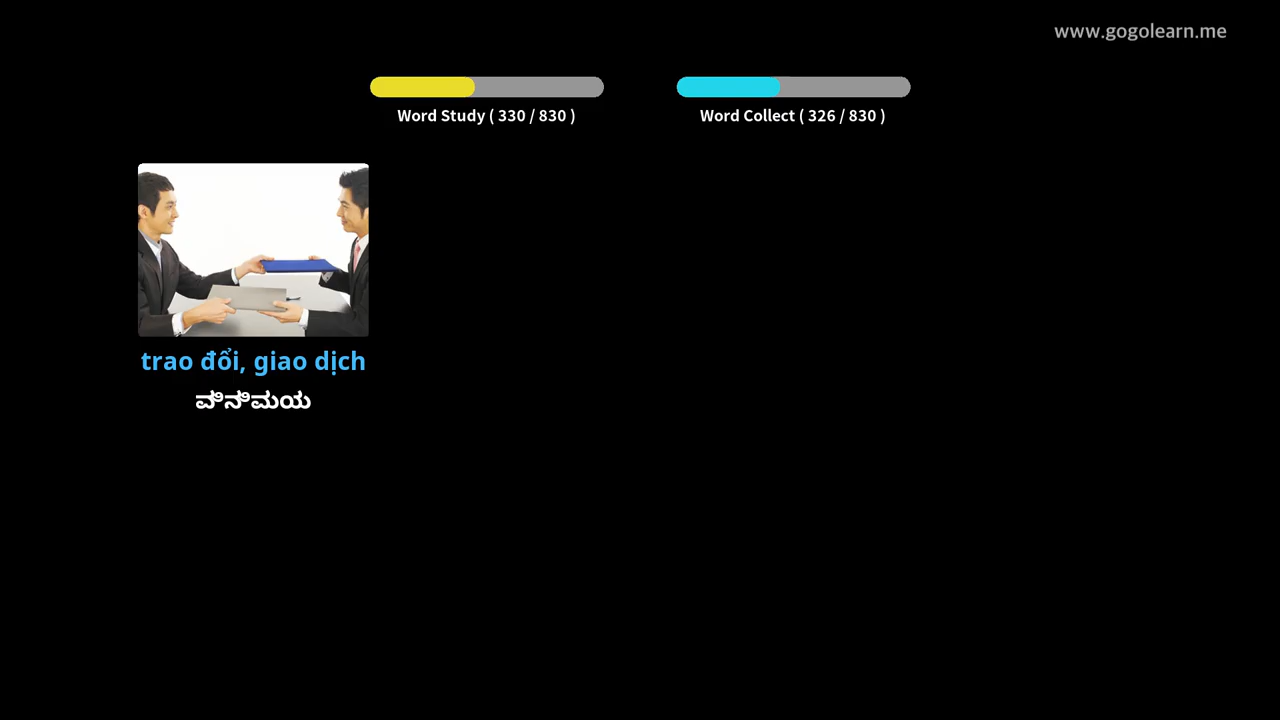 www.gogolearn.me
Word Study ( 330 / 830 )
Word Collect ( 326 / 830 )
trao đổi, giao dịch
ವಿನಿಮಯ